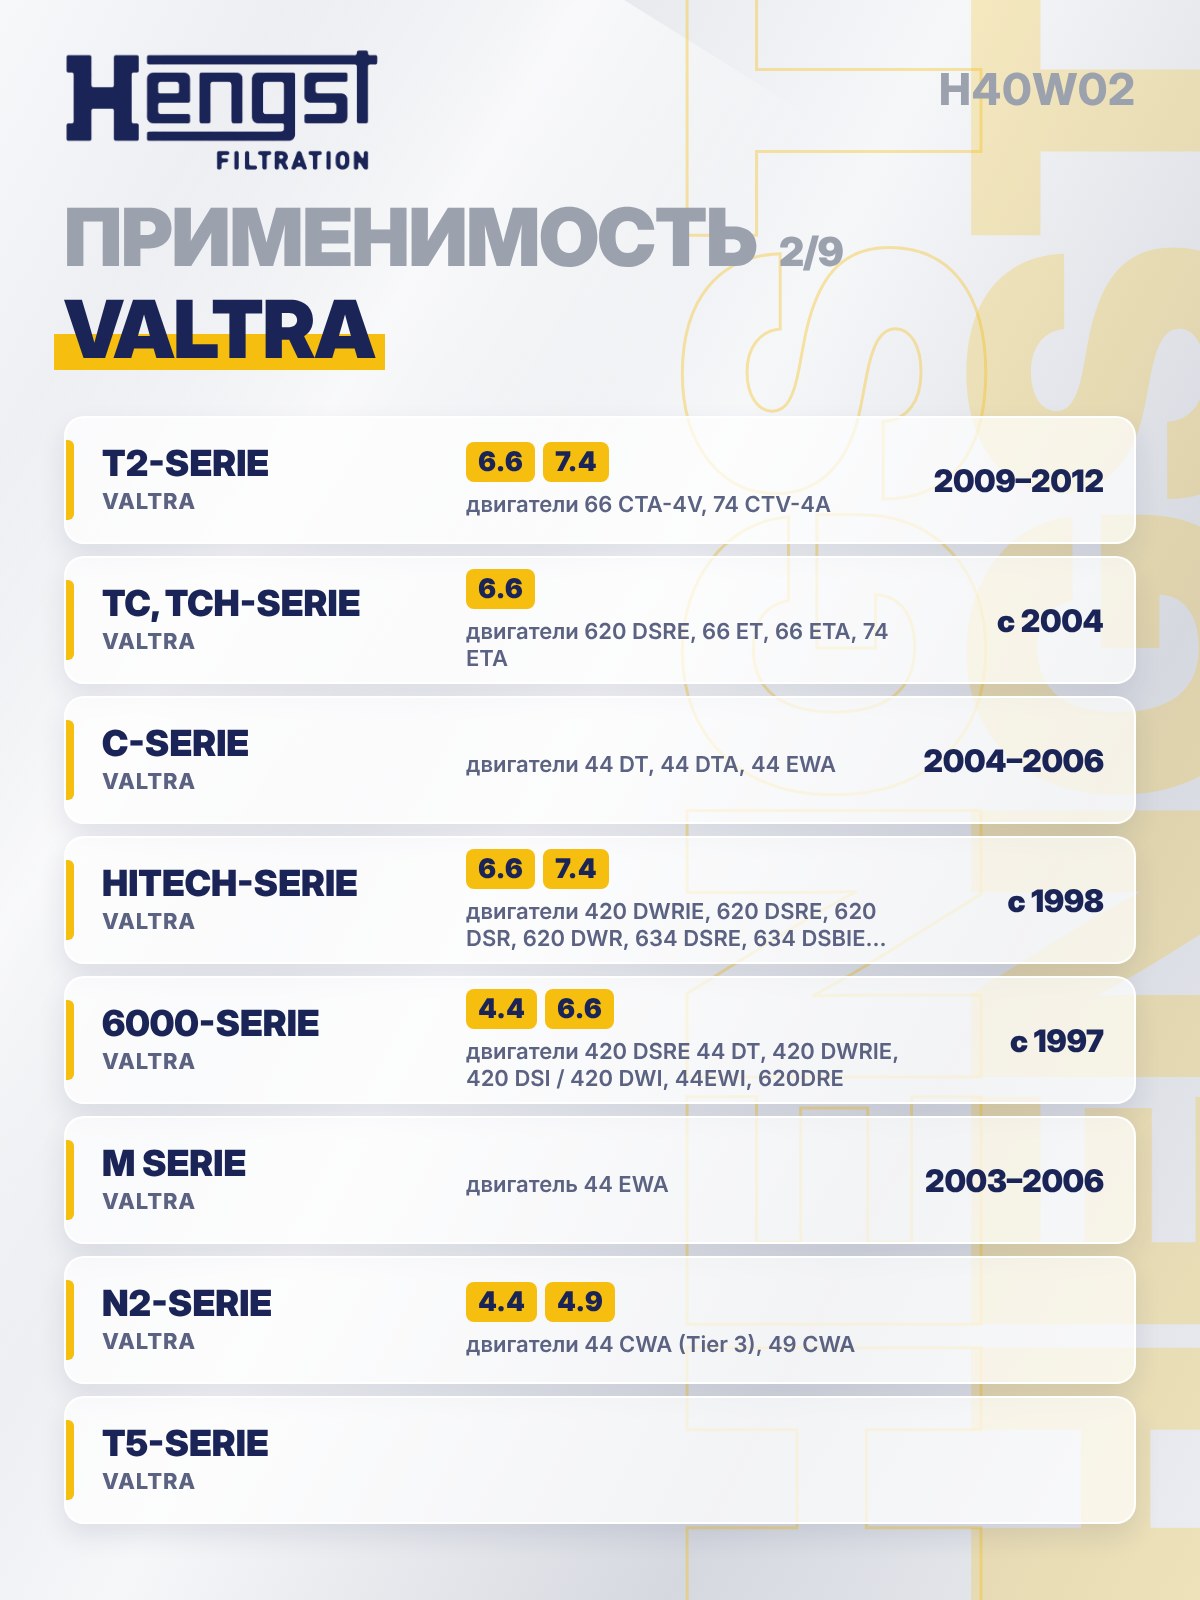 Hengst
FILTRATION
H40W02
ПРИМЕНИМОСТЬ 2/9
VALTRA
T2-SERIE
VALTRA
6.6 7.4
двигатели 66 CTA-4V, 74 CTV-4A
2009–2012
TC, TCH-SERIE
VALTRA
6.6
двигатели 620 DSRE, 66 ET, 66 ETA, 74
ETA
с 2004
C-SERIE
VALTRA
двигатели 44 DT, 44 DTA, 44 EWA
2004–2006
HITECH-SERIE
VALTRA
6.6 7.4
двигатели 420 DWRIE, 620 DSRE, 620
DSR, 620 DWR, 634 DSRE, 634 DSBIE...
с 1998
6000-SERIE
VALTRA
4.4 6.6
двигатели 420 DSRE 44 DT, 420 DWRIE,
420 DSI / 420 DWI, 44EWI, 620DRE
с 1997
M SERIE
VALTRA
двигатель 44 EWA
2003–2006
N2-SERIE
VALTRA
4.4 4.9
двигатели 44 CWA (Tier 3), 49 CWA
T5-SERIE
VALTRA
HENGST
HENGST